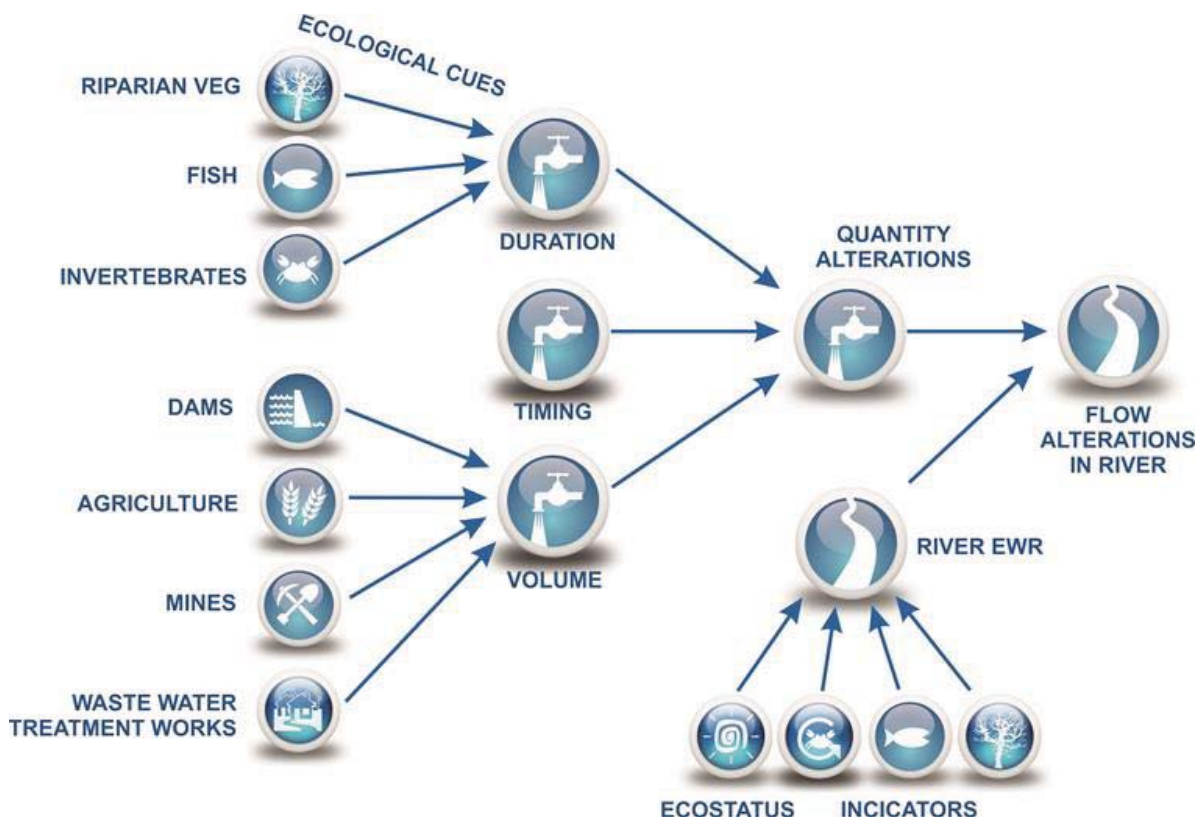 ECOLOGICAL CUES
RIPARIAN VEG
FISH
INVERTEBRATES
DURATION
QUANTITY
ALTERATIONS
TIMING
DAMS
AGRICULTURE
MINES
WASTE WATER
TREATMENT WORKS
VOLUME
FLOW
ALTERATIONS
IN RIVER
RIVER EWR
ECOSTATUS
INCICATORS